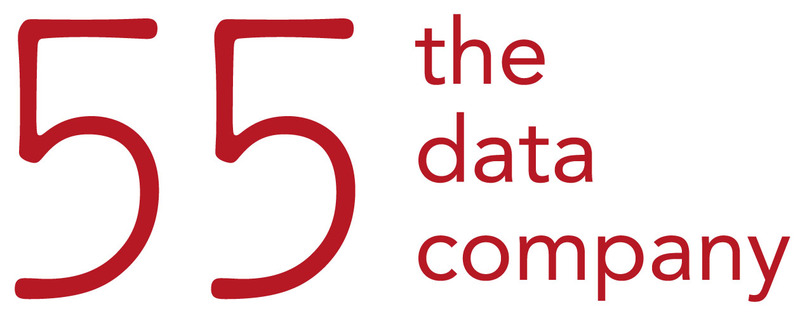 55
the
data
company